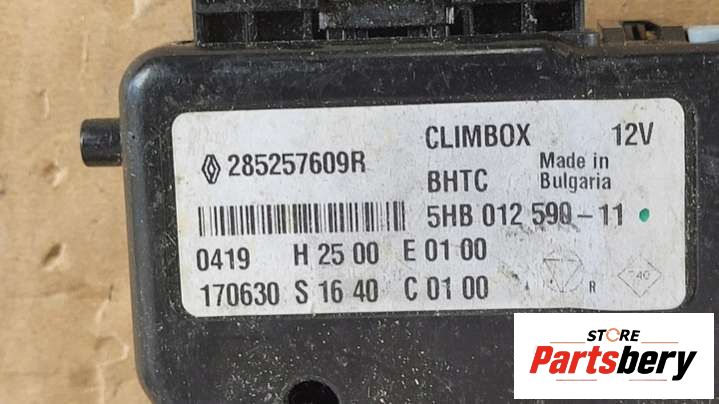 CLIMBOX 12V
285257609R
BHTC Made in Bulgaria
5HB 012 590-11
0419 H 25 00 E 01 00
170630 S 16 40 C 01 00
R
STORE
Partsbery